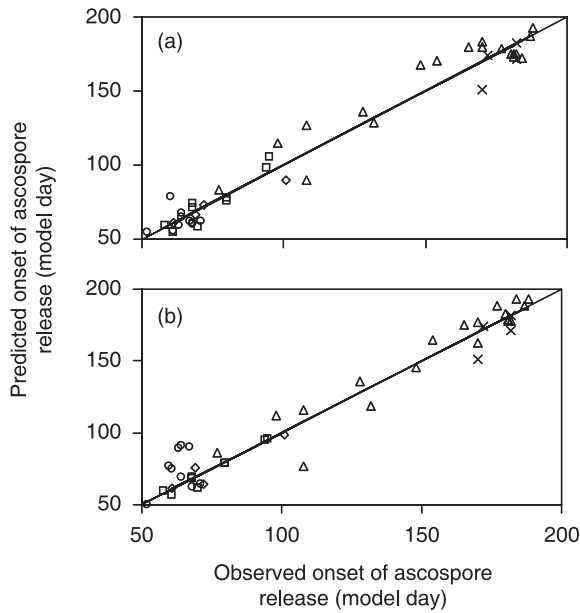 200
(a)
150
100
50
200
(b)
150
100
50
50
100
150
200
Predicted onset of ascospore
release (model day)
Observed onset of ascospore
release (model day)